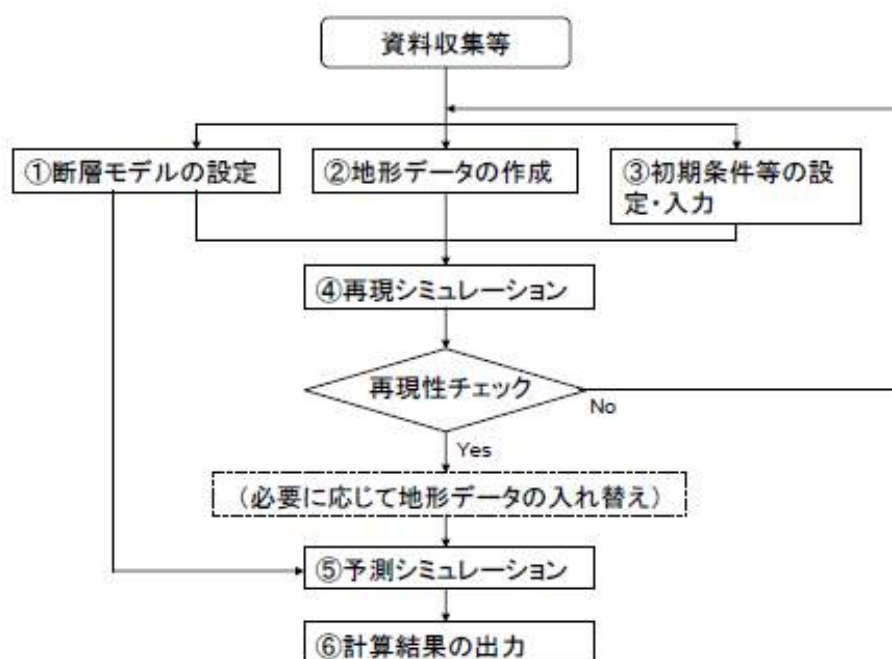 資料収集等
①断層モデルの設定
②地形データの作成
③初期条件等の設
定・入力
④再現シミュレーション
再現性チェック
No
Yes
(必要に応じて地形データの入れ替え)
⑤予測シミュレーション
⑥計算結果の出力